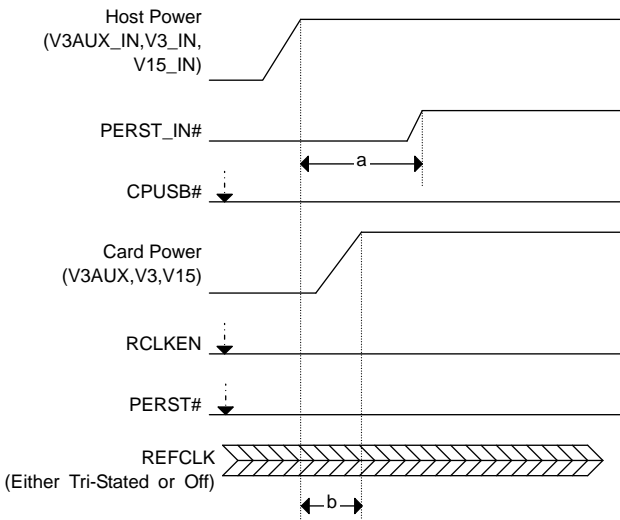 Host Power
(V3AUX_IN,V3_IN,
V15_IN)
PERST_IN#
a
CPUSB#
Card Power
(V3AUX,V3,V15)
RCLKEN
PERST#
REFCLK
(Either Tri-Stated or Off)
b